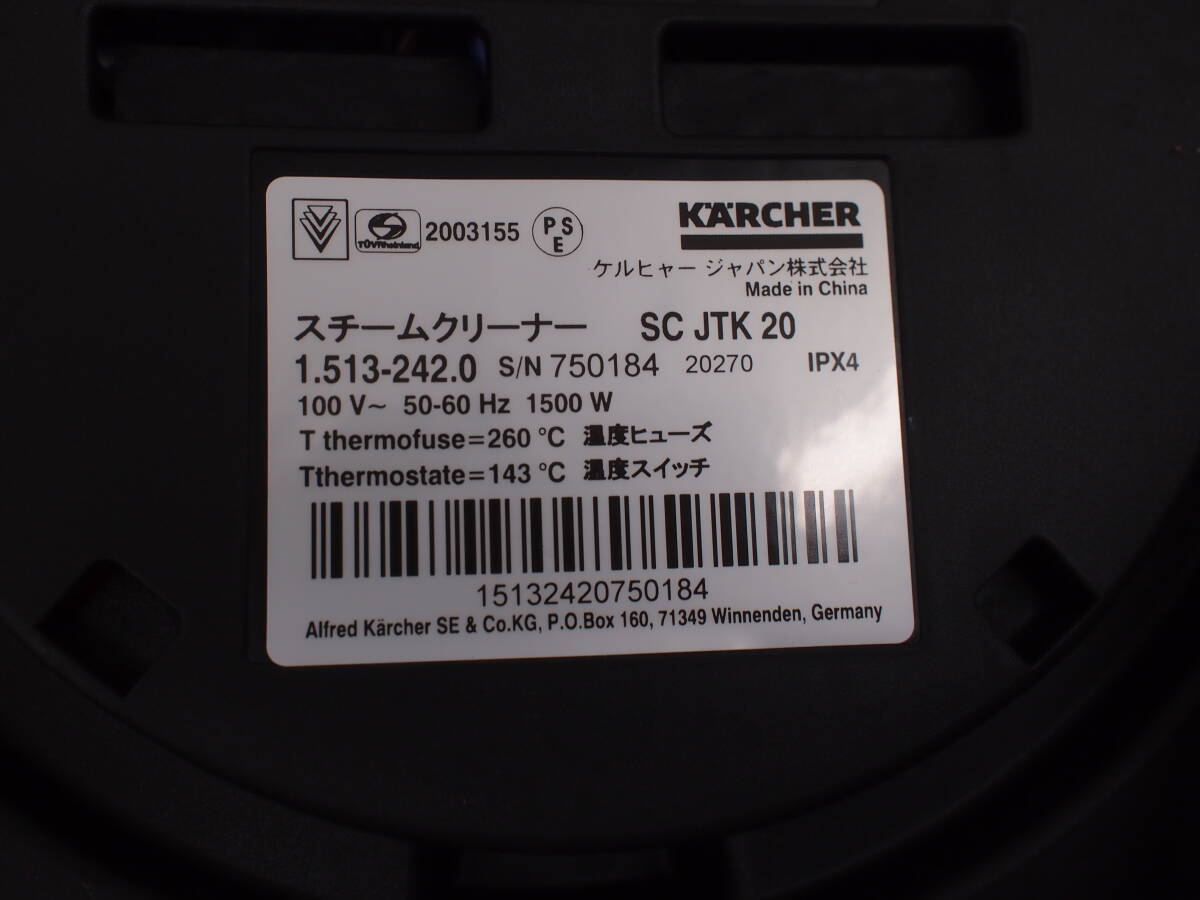 TÜVRheinland 2003155 PS E
KÄRCHER
ケルヒャー ジャパン株式会社
Made in China
スチームクリーナー SC JTK 20
1.513-242.0 S/N 750184 20270 IPX4
100 V~ 50-60 Hz 1500 W
T thermofuse=260 °C 温度ヒューズ
Tthermostate=143 °C 温度スイッチ
15132420750184
Alfred Kärcher SE & Co.KG, P.O.Box 160, 71349 Winnenden, Germany